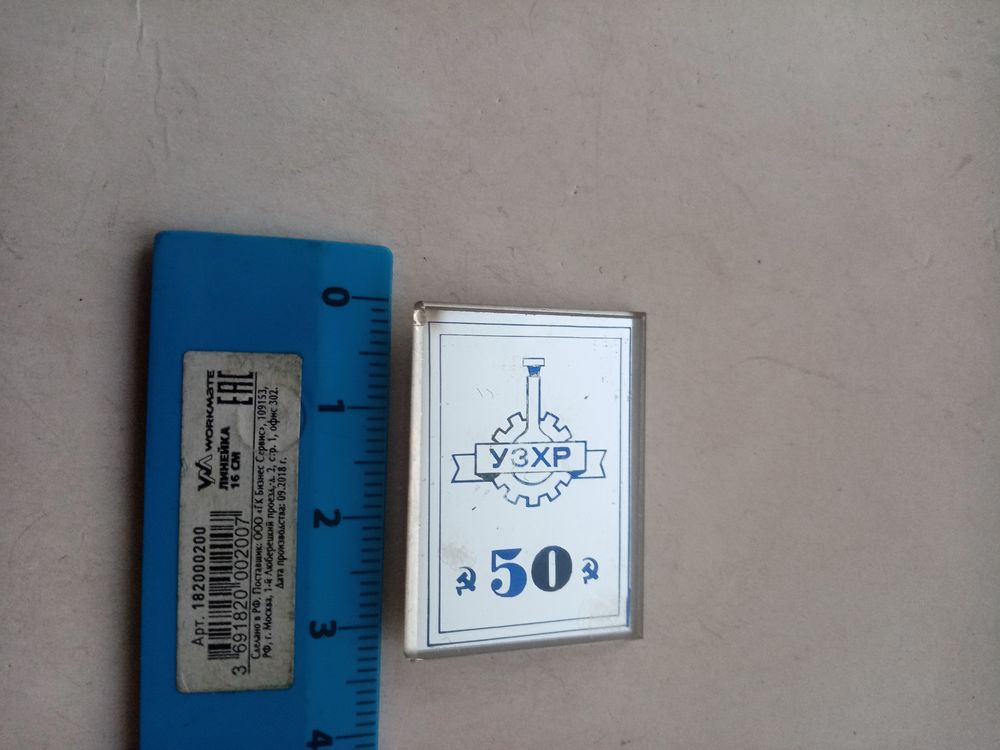 УЗХР
50
0
1
2
3
4
WORKMATE
ЛИНЕЙКА
16 СМ
EAC
Арт. 182000200
3 691820 002007
Сделано в РФ. Поставщик: ООО «ГК Бизнес Сервис», 109153,
РФ, г. Москва, 1-й Люберецкий проезд, д. 2, стр. 1, офис 302.
Дата производства: 09.2018 г.